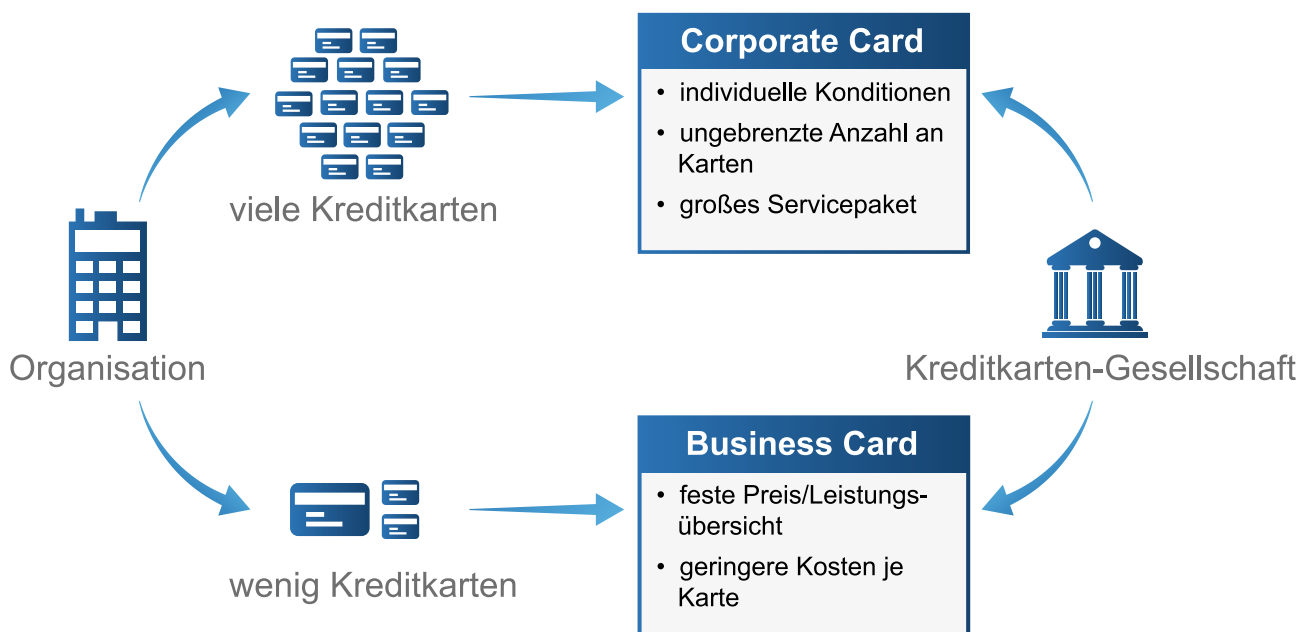 Corporate Card
• individuelle Konditionen
• ungebrenzte Anzahl an
Karten
• großes Servicepaket
viele Kreditkarten
Organisation
Kreditkarten-Gesellschaft
Business Card
• feste Preis/Leistungs-
übersicht
• geringere Kosten je
Karte
wenig Kreditkarten